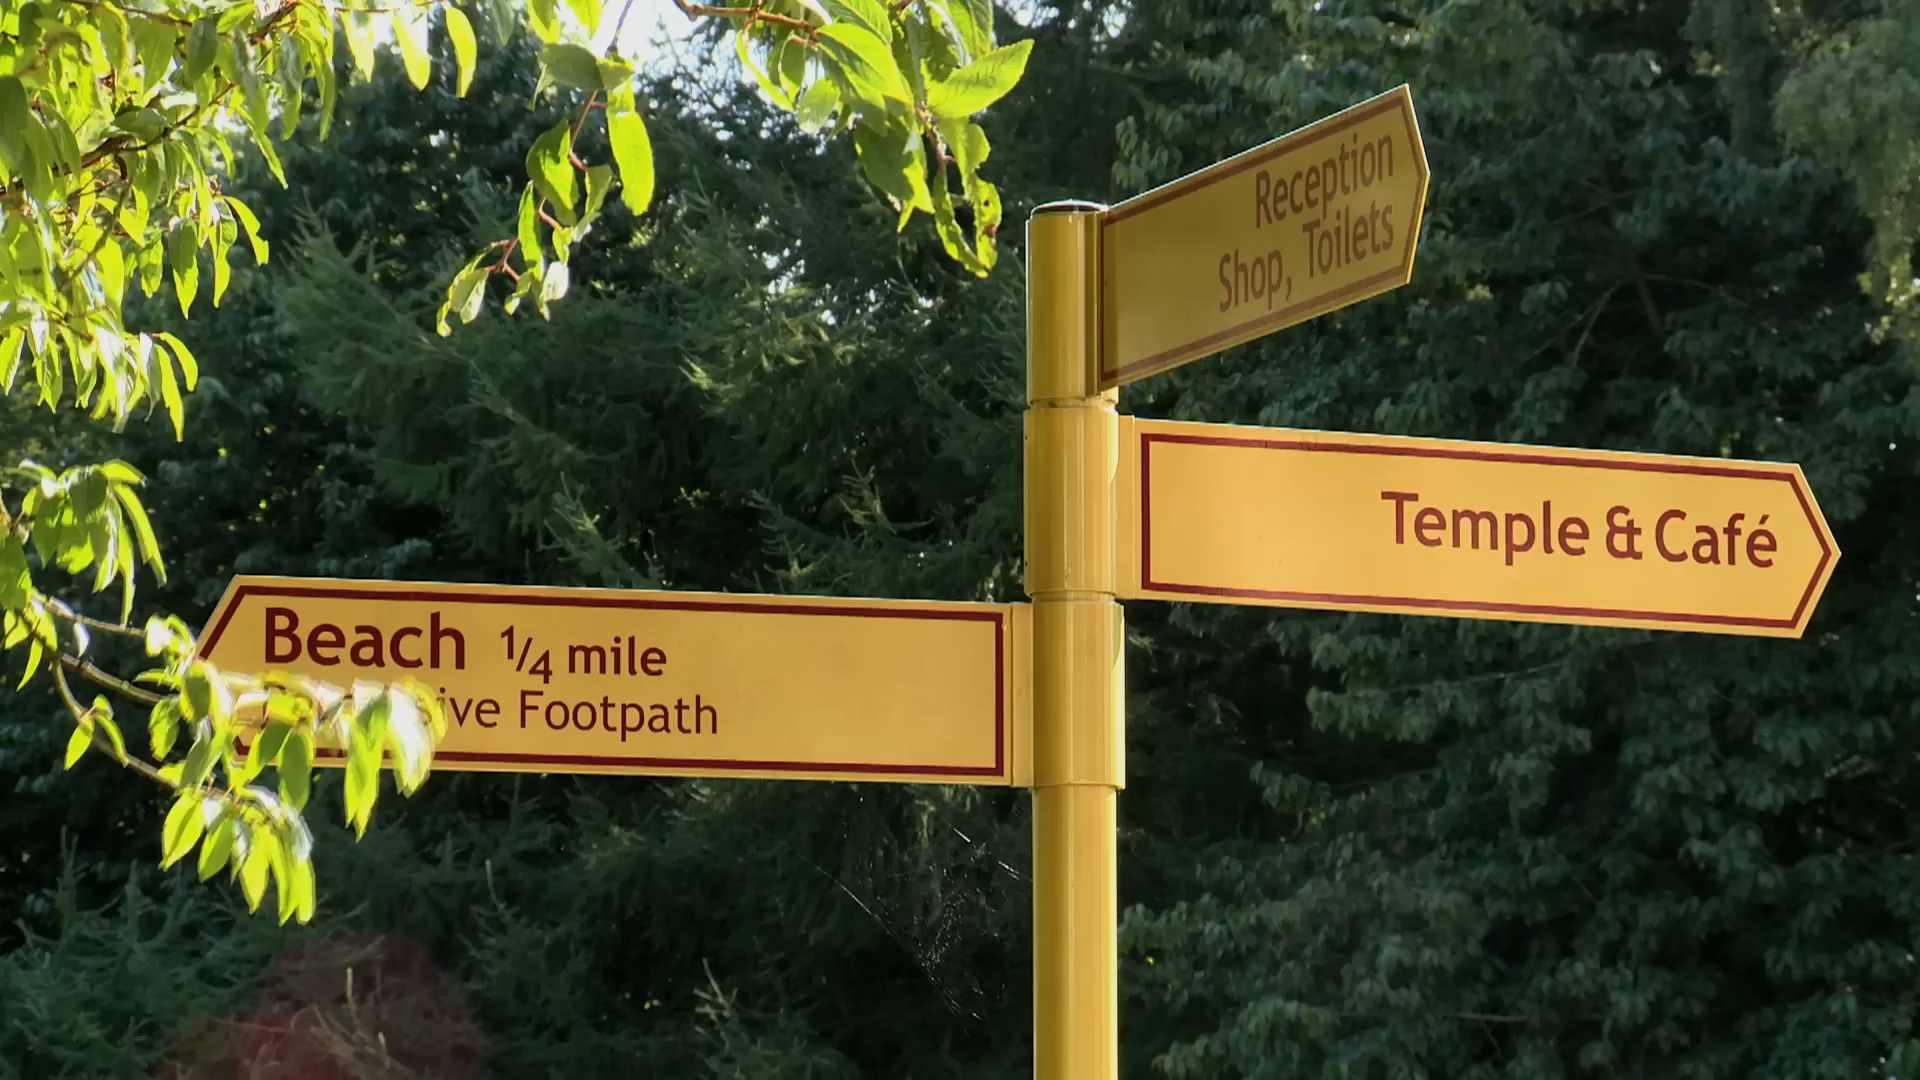 Reception
Shop, Toilets
Temple & Café
Beach ¼ mile
Footpath